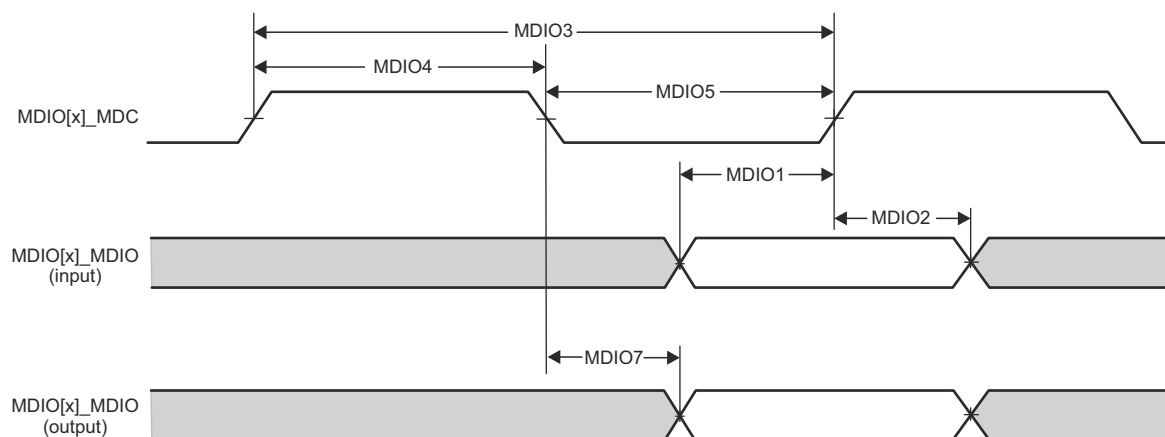 MDIO3
MDIO4
MDIO5
MDIO[x]_MDC
MDIO1
MDIO2
MDIO[x]_MDIO
(input)
MDIO7
MDIO[x]_MDIO
(output)